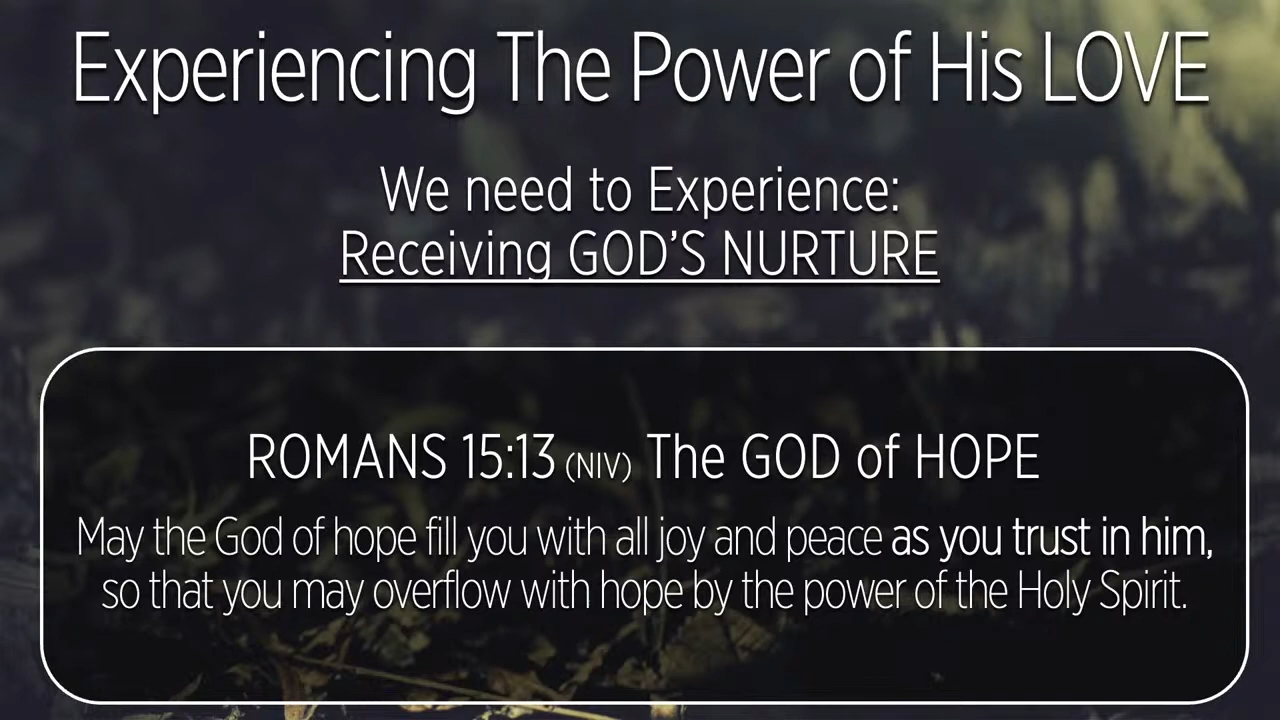 Experiencing The Power of His LOVE
We need to Experience:
Receiving GOD’S NURTURE
ROMANS 15:13 (NIV) The GOD of HOPE
May the God of hope fill you with all joy and peace as you trust in him,
so that you may overflow with hope by the power of the Holy Spirit.